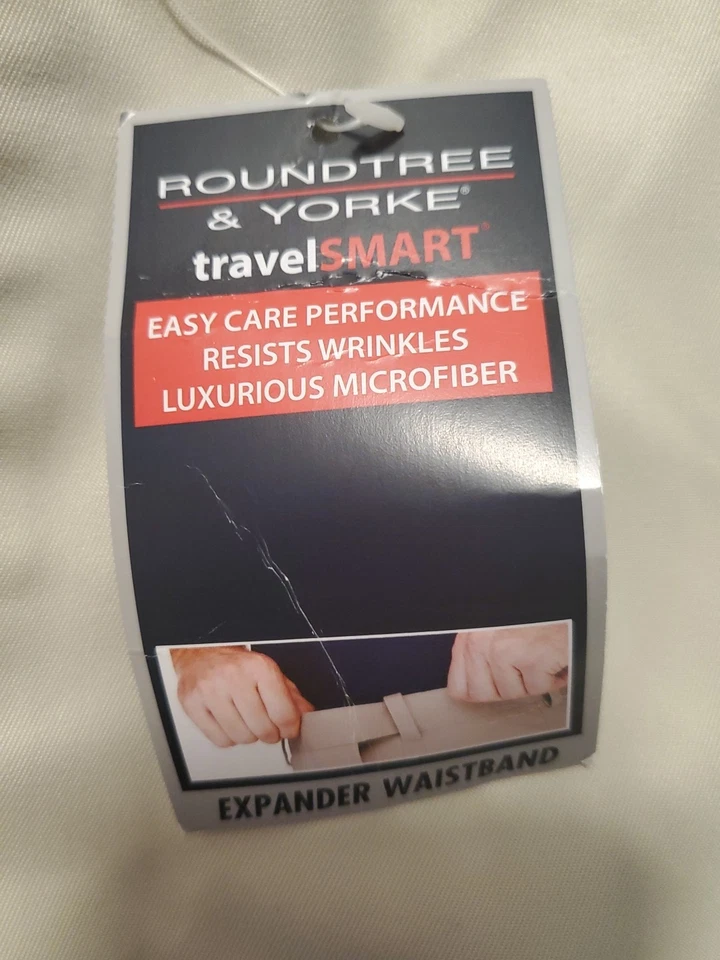 ROUNDTREE
& YORKE®
travelSMART®
EASY CARE PERFORMANCE
RESISTS WRINKLES
LUXURIOUS MICROFIBER
EXPANDER WAISTBAND